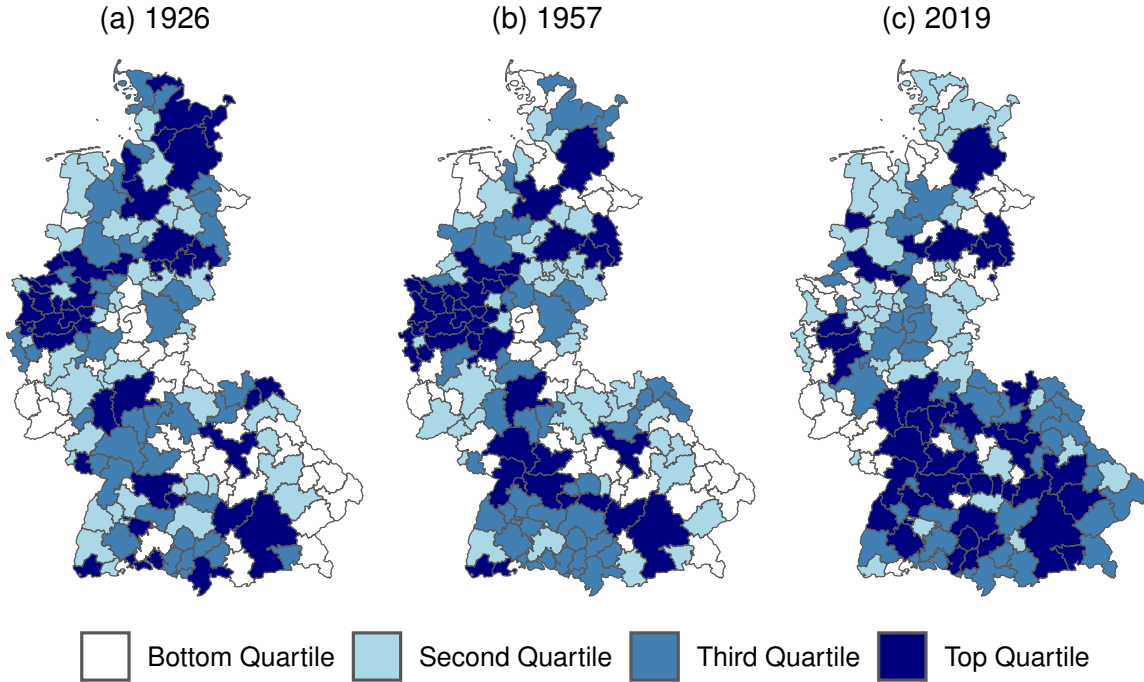 (a) 1926
(b) 1957
(c) 2019
Bottom Quartile
Second Quartile
Third Quartile
Top Quartile